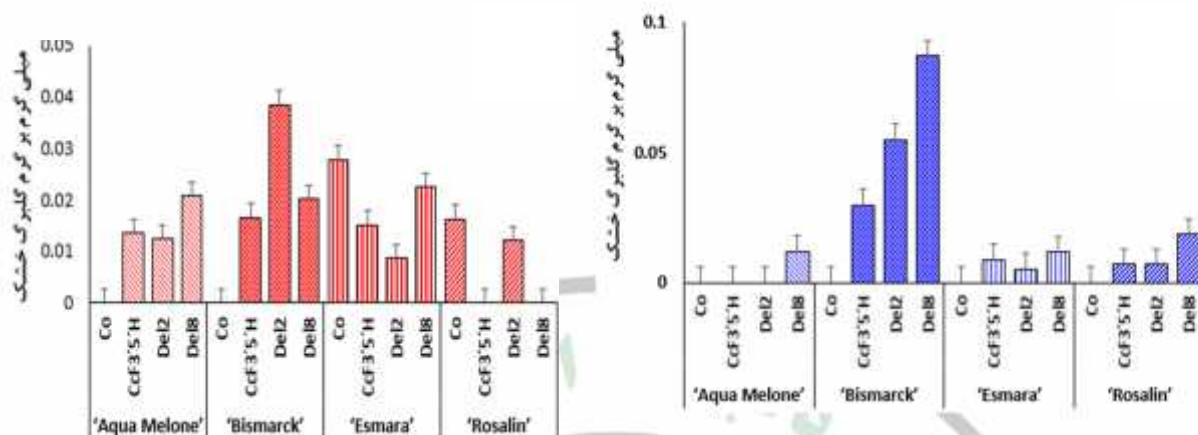 میلی گرم بر گرم گلبرگ خشک
0.05
0.04
0.03
0.02
0.01
0
Co
CcF3´5´H
Del2
Del8
Co
CcF3´5´H
Del2
Del8
Co
CcF3´5´H
Del2
Del8
Co
CcF3´5´H
Del2
Del8
'Aqua Melone' 'Bismarck' 'Esmara' 'Rosalin'
میلی گرم بر گرم گلبرگ خشک
0.1
0.05
0
Co
CcF3´5´H
Del2
Del8
Co
CcF3´5´H
Del2
Del8
Co
CcF3´5´H
Del2
Del8
Co
CcF3´5´H
Del2
Del8
'Aqua Melone' 'Bismarck' 'Esmara' 'Rosalin'